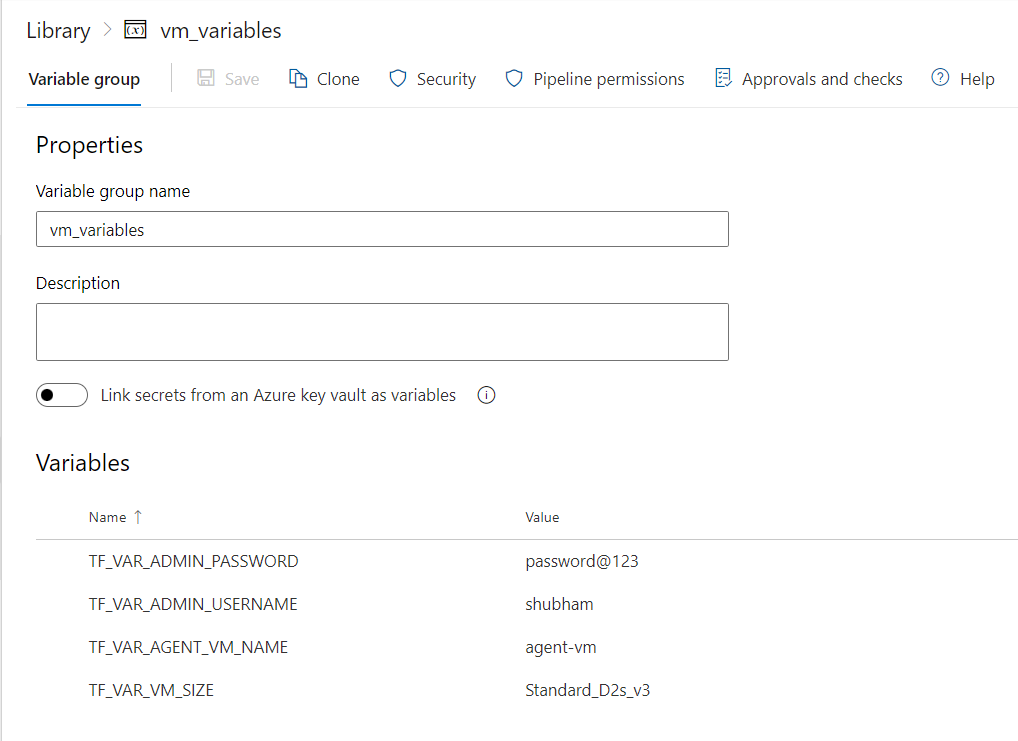 Library > vm_variables
Variable group Save Clone Security Pipeline permissions Approvals and checks Help
Properties
Variable group name
vm_variables
Description
Link secrets from an Azure key vault as variables
Variables
Name ↑ Value
TF_VAR_ADMIN_PASSWORD password@123
TF_VAR_ADMIN_USERNAME shubham
TF_VAR_AGENT_VM_NAME agent-vm
TF_VAR_VM_SIZE Standard_D2s_v3